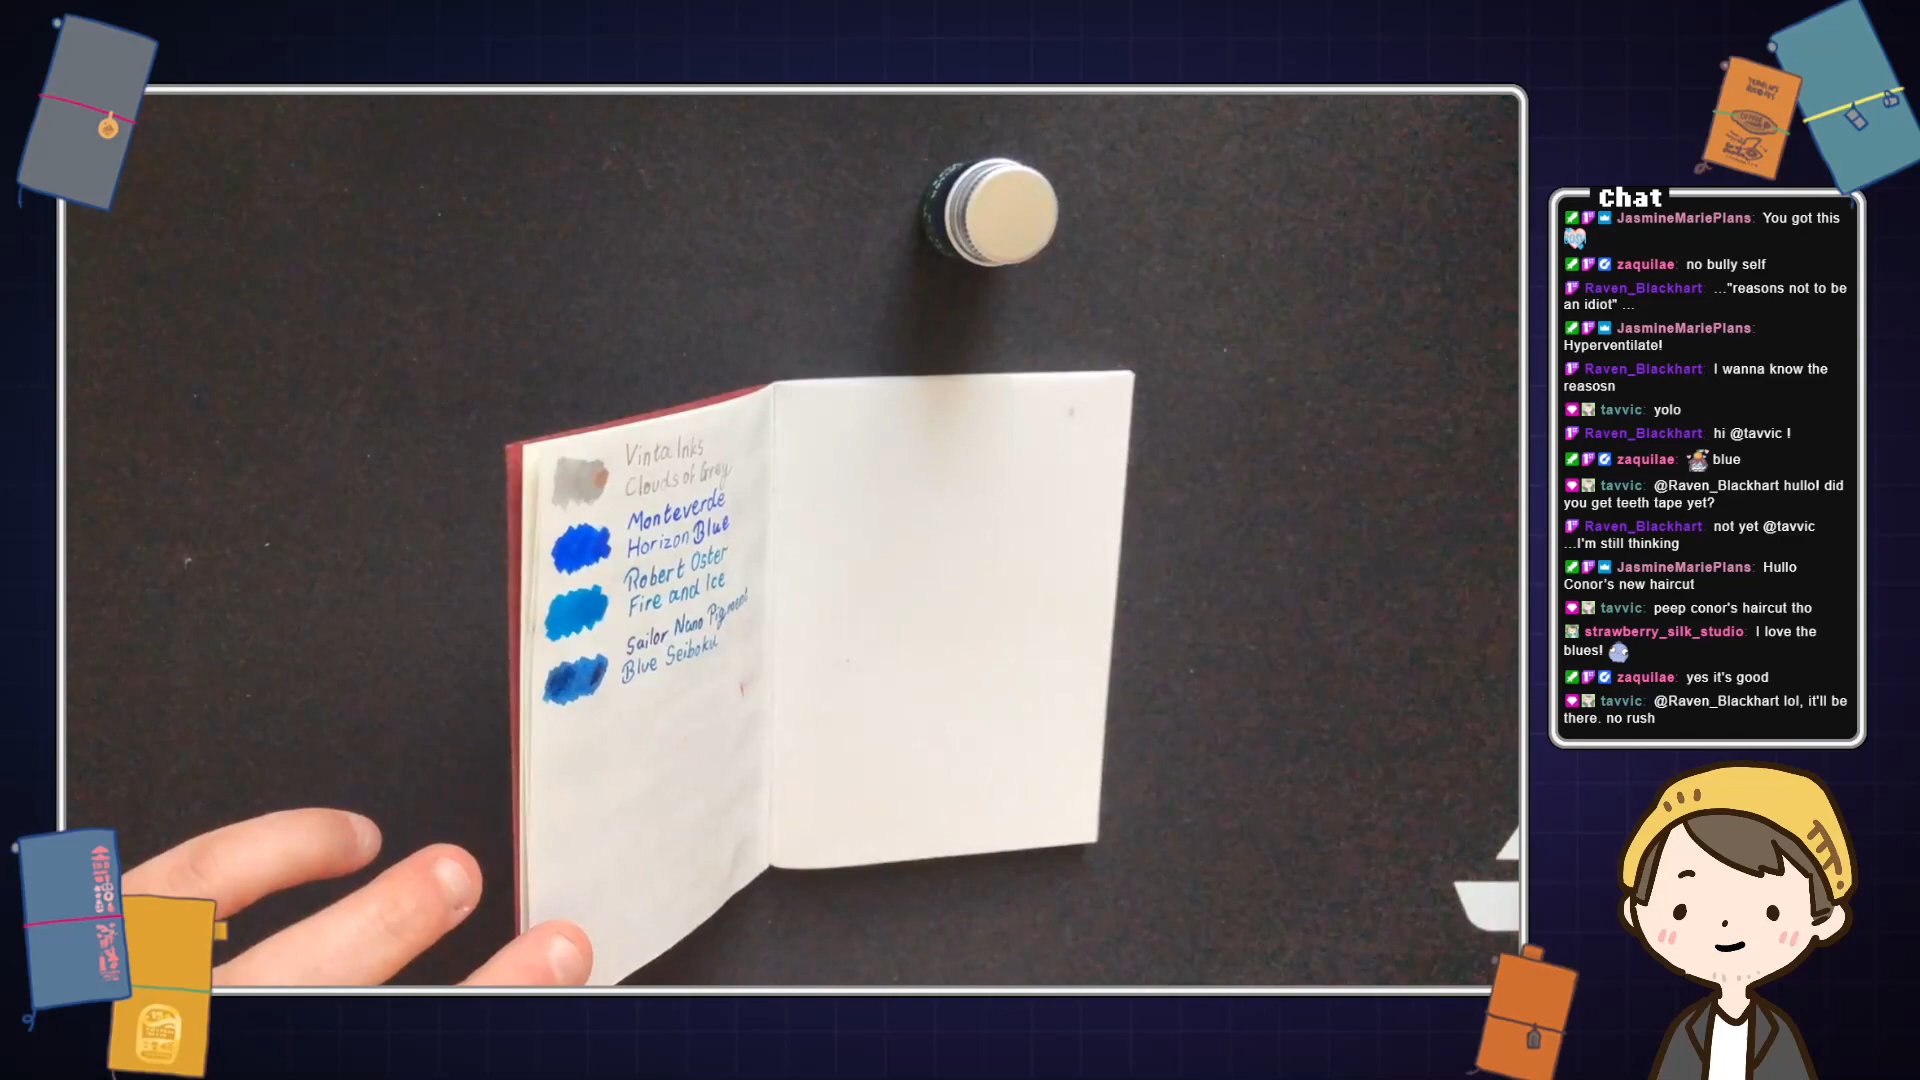 Vinta Inks
Clouds of Grey
Monteverde
Horizon Blue
Robert Oster
Fire and Ice
Sailor Nano Pigment
Blue Seiboku
chat
JasmineMariePlans: You got this
zaquilae: no bully self
Raven_Blackhart: ..."reasons not to be
an idiot" ...
JasmineMariePlans:
Hyperventilate!
Raven_Blackhart: I wanna know the
reasosn
tavvic: yolo
Raven_Blackhart: hi @tavvic !
zaquilae: blue
tavvic: @Raven_Blackhart hullo! did
you get teeth tape yet?
Raven_Blackhart: not yet @tavvic
...I'm still thinking
JasmineMariePlans: Hullo
Conor's new haircut
tavvic: peep conor's haircut tho
strawberry_silk_studio: I love the
blues!
zaquilae: yes it's good
tavvic: @Raven_Blackhart lol, it'll be
there. no rush